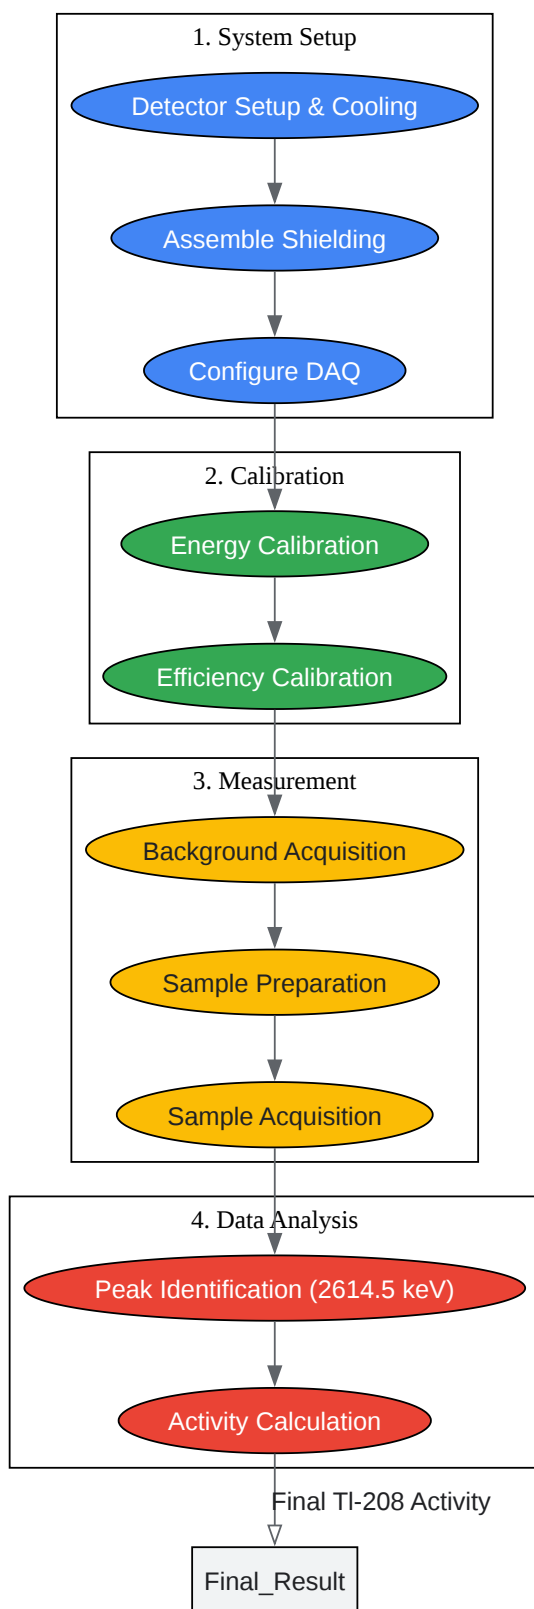 1. System Setup
Detector Setup & Cooling
Assemble Shielding
Configure DAQ
2. Calibration
Energy Calibration
Efficiency Calibration
3. Measurement
Background Acquisition
Sample Preparation
Sample Acquisition
4. Data Analysis
Peak Identification (2614.5 keV)
Activity Calculation
Final Tl-208 Activity
Final_Result